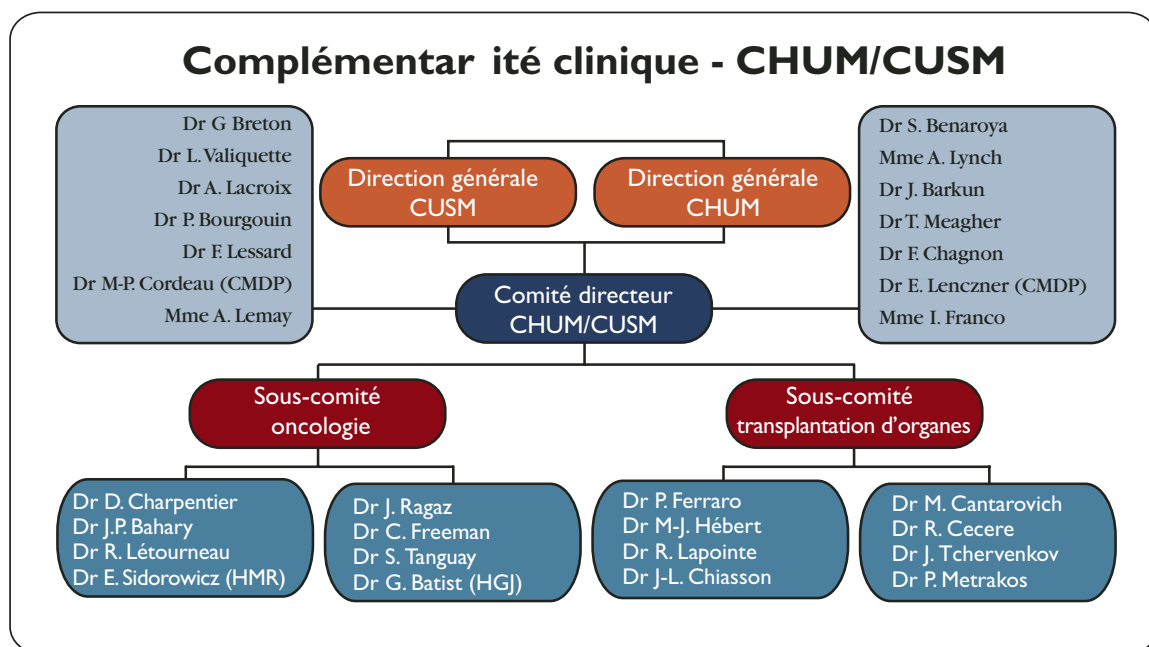 Complémentar ité clinique - CHUM/CUSM
Dr G Breton
Dr L. Valiquette
Dr A. Lacroix
Dr P. Bourgouin
Dr F. Lessard
Dr M-P. Cordeau (CMDP)
Mme A. Lemay
Direction générale
CUSM
Direction générale
CHUM
Dr S. Benaroya
Mme A. Lynch
Dr J. Barkun
Dr T. Meagher
Dr F. Chagnon
Dr E. Lenczner (CMDP)
Mme I. Franco
Comité directeur
CHUM/CUSM
Sous-comité
oncologie
Sous-comité
transplantation d'organes
Dr D. Charpentier
Dr J.P. Bahary
Dr R. Létourneau
Dr E. Sidorowicz (HMR)
Dr J. Ragaz
Dr C. Freeman
Dr S. Tanguay
Dr G. Batist (HGJ)
Dr P. Ferraro
Dr M-J. Hébert
Dr R. Lapointe
Dr J-L. Chiasson
Dr M. Cantarovich
Dr R. Cecere
Dr J. Tchervenkov
Dr P. Metrakos